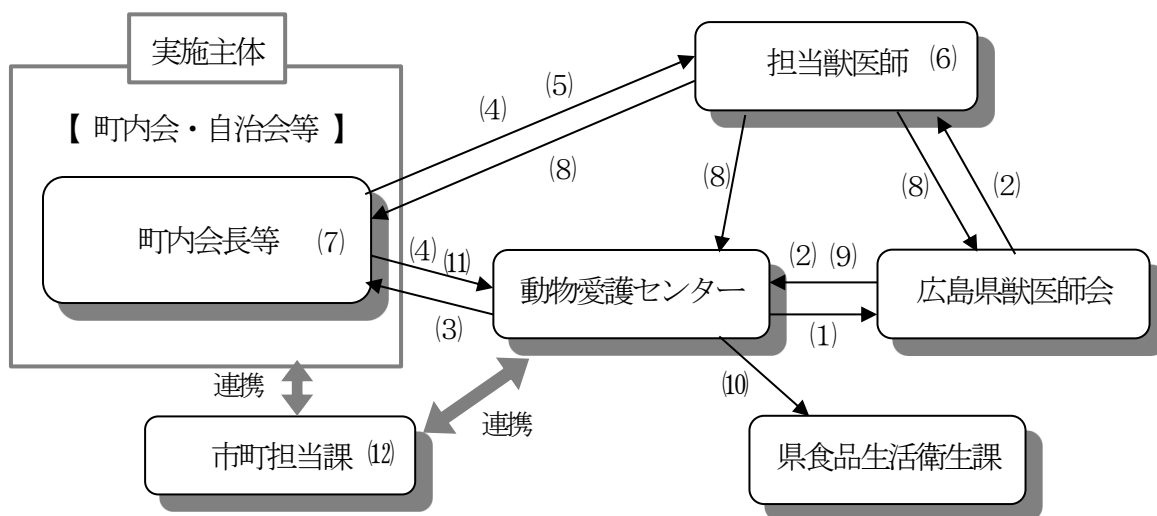 実施主体
【 町内会・自治会等 】
町内会長等 (7)
担当獣医師 (6)
(4)
(5)
(8)
(8)
(8)
(2)
(4)
(11)
(3)
動物愛護センター
(2) (9)
(1)
広島県獣医師会
(10)
連携
連携
市町担当課 (12)
県食品生活衛生課